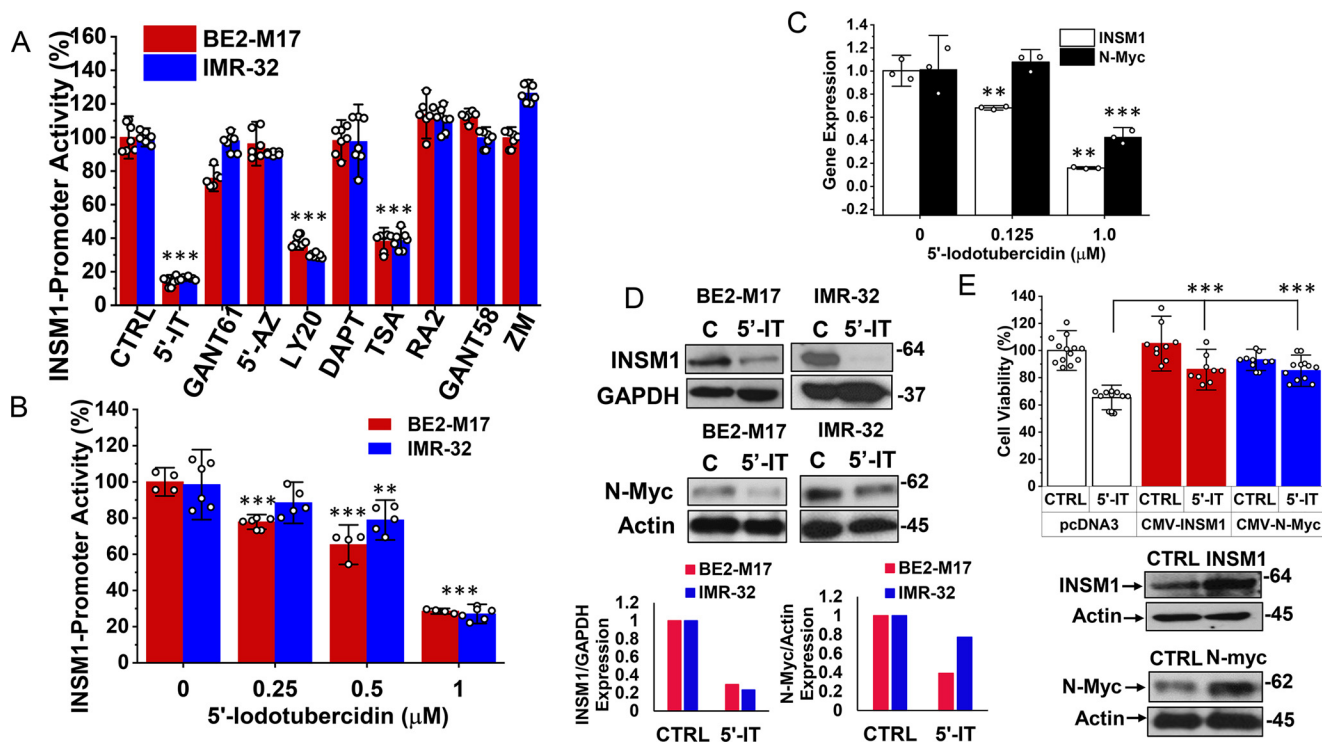 A
BE2-M17
IMR-32
INSM1-Promoter Activity (%)
160
140
120
100
80
60
40
20
0
***
***
***
CTRL
5'-IT
GANT61
5'-AZ
LY20
DAPT
TSA
RA2
GANT58
ZM
B
BE2-M17
IMR-32
INSM1-Promoter Activity (%)
140
120
100
80
60
40
20
0
***
***
**
***
0
0.25
0.5
1
5'-Iodotubercidin (μM)
C
INSM1
N-Myc
Gene Expression
1.4
1.2
1.0
0.8
0.6
0.4
0.2
0.0
-0.2
**
**
***
0
0.125
1.0
5'-Iodotubercidin (μM)
D
BE2-M17 IMR-32
C 5'-IT C 5'-IT
INSM1
-64
GAPDH
-37
BE2-M17 IMR-32
C 5'-IT C 5'-IT
N-Myc
-62
Actin
-45
BE2-M17
IMR-32
INSM1/GAPDH
Expression
1.2
1
0.8
0.6
0.4
0.2
0
CTRL 5'-IT
BE2-M17
IMR-32
N-Myc/Actin
Expression
1.2
1
0.8
0.6
0.4
0.2
0
CTRL 5'-IT
E
*** ***
Cell Viability (%)
140
120
100
80
60
40
20
0
CTRL 5'-IT CTRL 5'-IT CTRL 5'-IT
pcDNA3 CMV-INSM1 CMV-N-Myc
CTRL INSM1
INSM1
-64
Actin
-45
CTRL N-myc
N-Myc
-62
Actin
-45